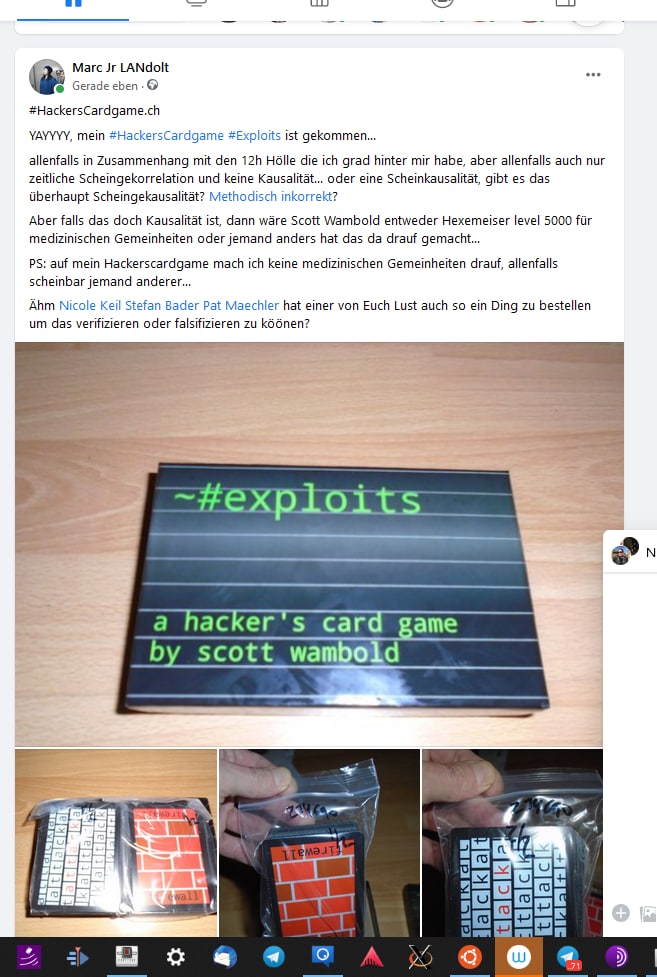 Marc Jr LANdolt
Gerade eben ·
#HackersCardgame.ch
YAYYYY, mein #HackersCardgame #Exploits ist gekommen...
allenfalls in Zusammenhang mit den 12h Hölle die ich grad hinter mir habe, aber allenfalls auch nur
zeitliche Scheingekorrelation und keine Kausalität... oder eine Scheinkausalität, gibt es das
überhaupt Scheingekausalität? Methodisch inkorrekt?
Aber falls das doch Kausalität ist, dann wäre Scott Wambold entweder Hexemeiser level 5000 für
medizinischen Gemeinheiten oder jemand anders hat das da drauf gemacht...
PS: auf mein Hackerscardgame mach ich keine medizinischen Gemeinheiten drauf, allenfalls
scheinbar jemand anderer...
Ähm Nicole Keil Stefan Bader Pat Maechler hat einer von Euch Lust auch so ein Ding zu bestellen
um das verifizieren oder falsifizieren zu köönen?
~#exploits
a hacker's card game
by scott wambold
N
attack
firewall
ewall
firewall
2/2
attack
71